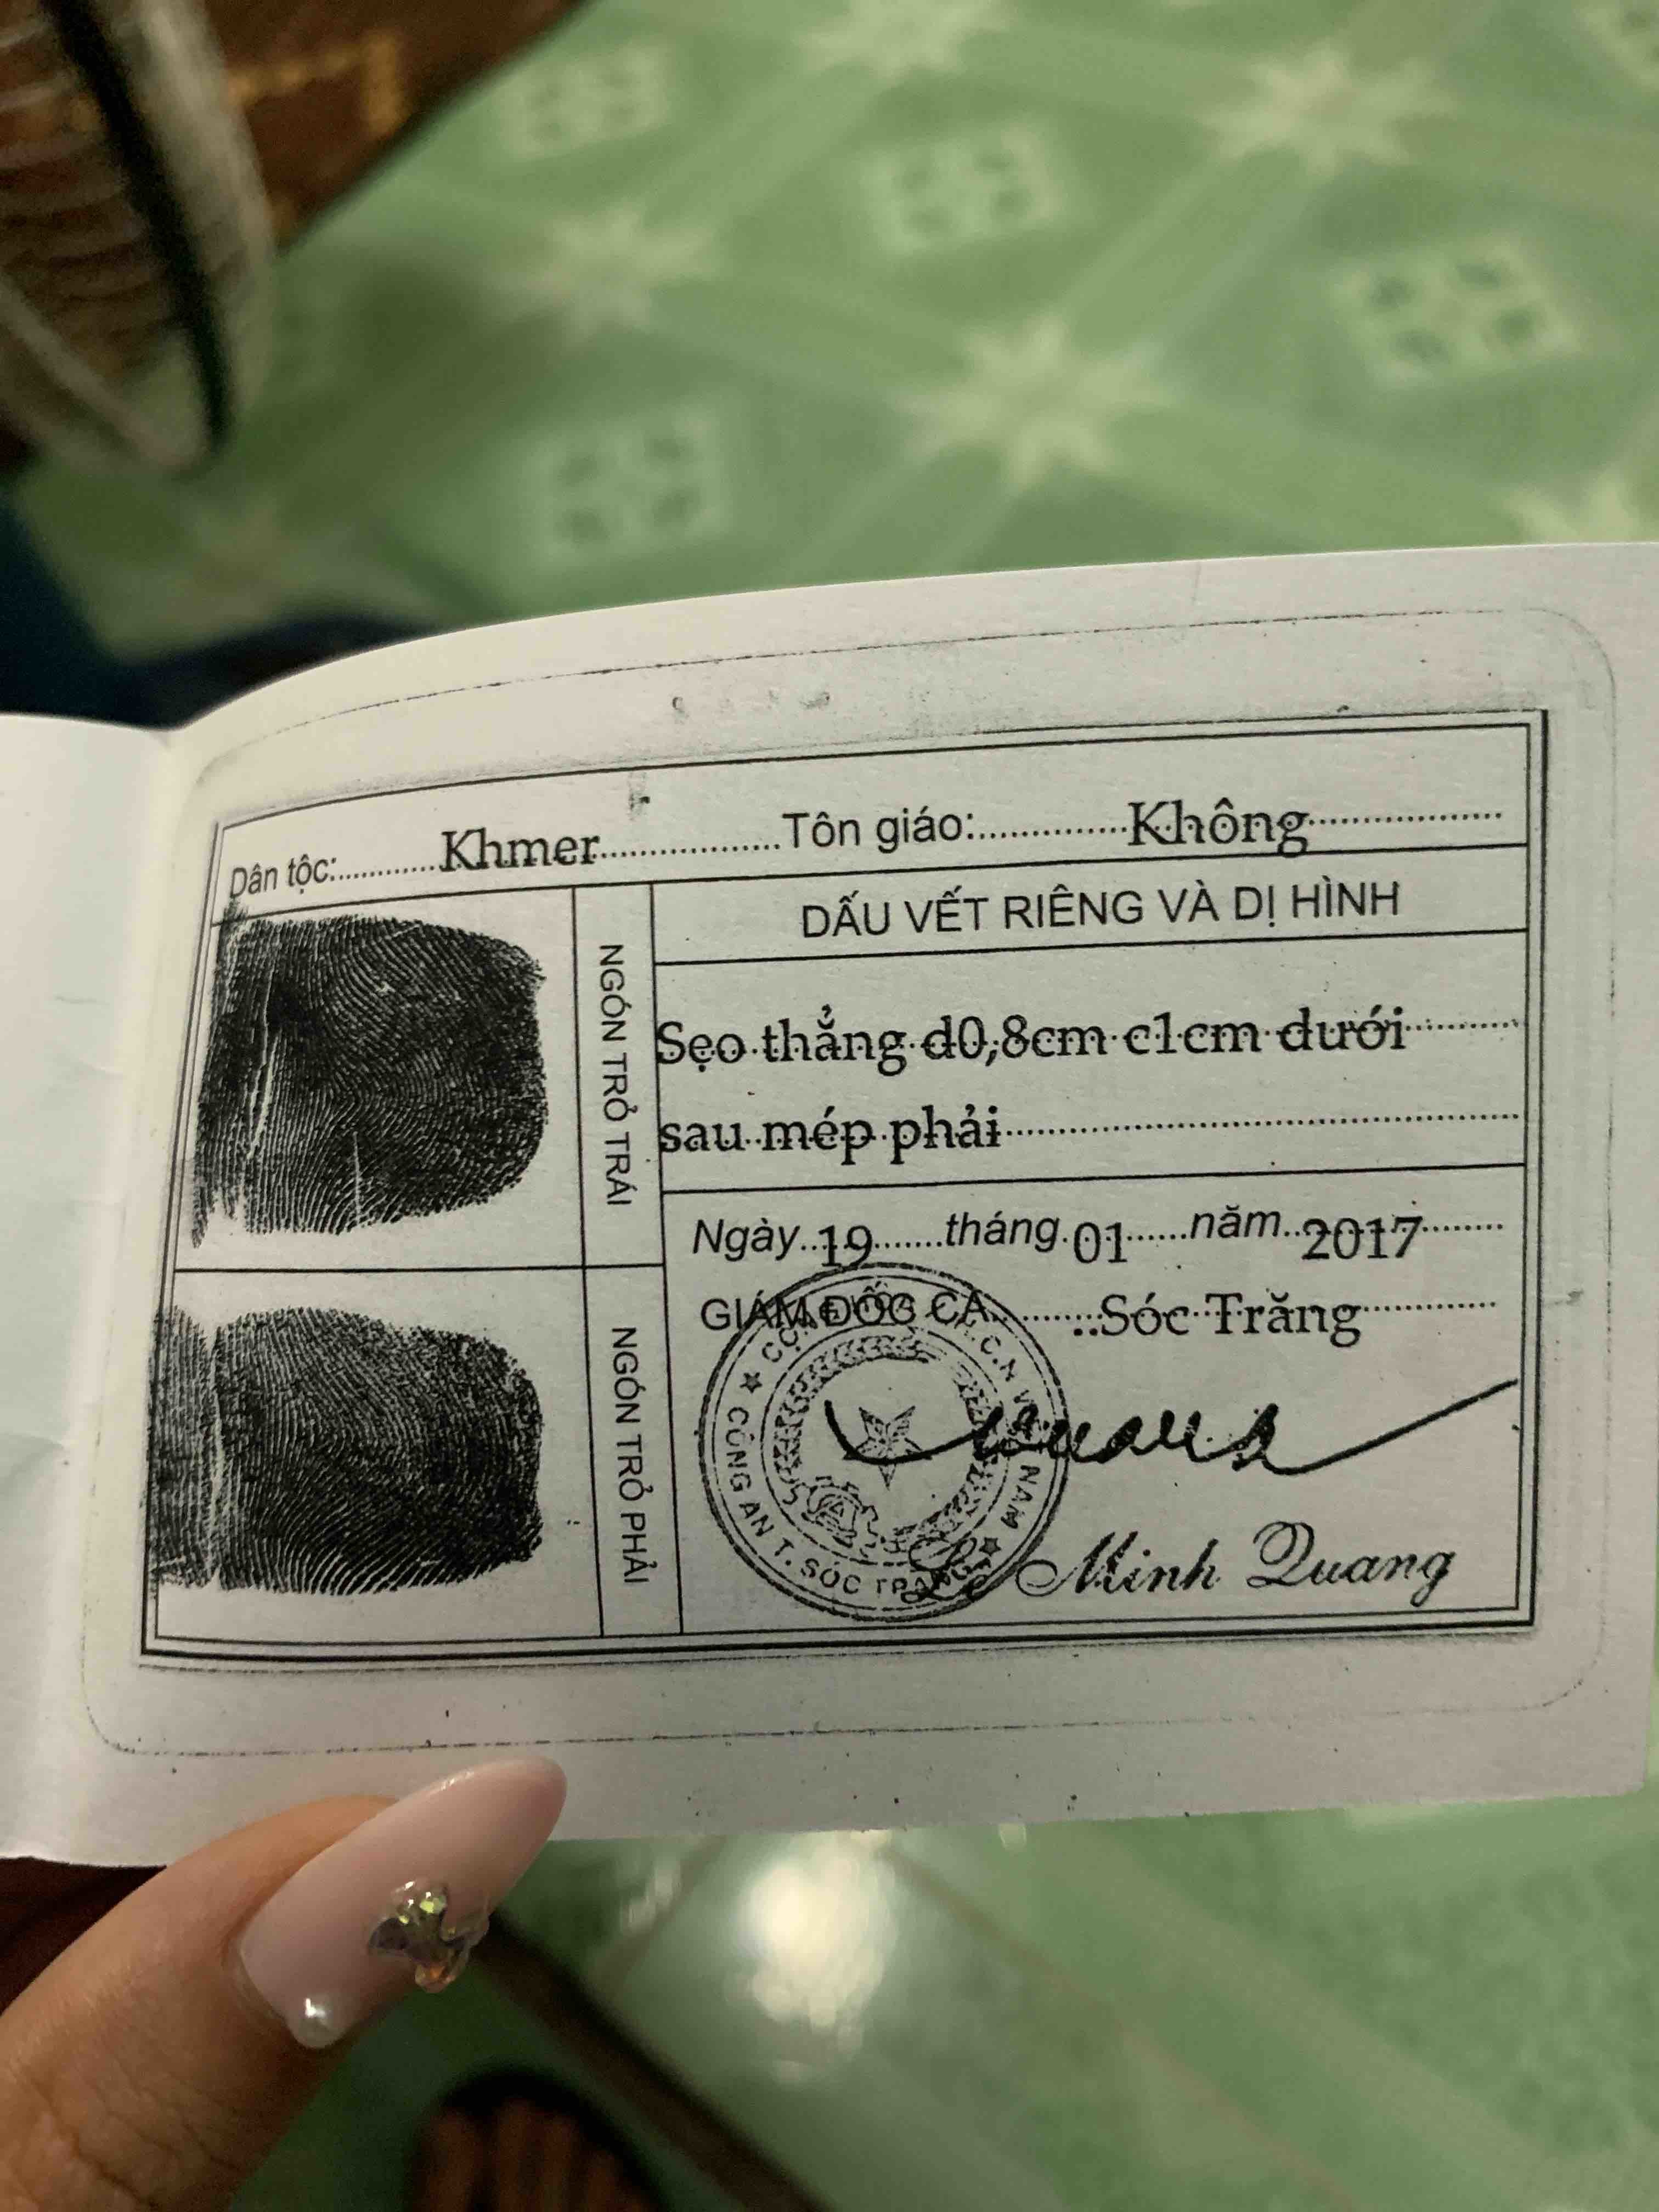 Dân tộc:............Khmer....................Tôn giáo:................Không....................
DẤU VẾT RIÊNG VÀ DỊ HÌNH
NGÓN TRỎ TRÁI
Sẹo thẳng d0,8cm c1cm dưới
sau mép phải
Ngày 19 tháng 01 năm 2017
GIÁM ĐỐC CA Sóc Trăng
NGÓN TRỎ PHẢI
CÔNG AN T. SÓC TRĂNG
NAM
Lê Minh Quang